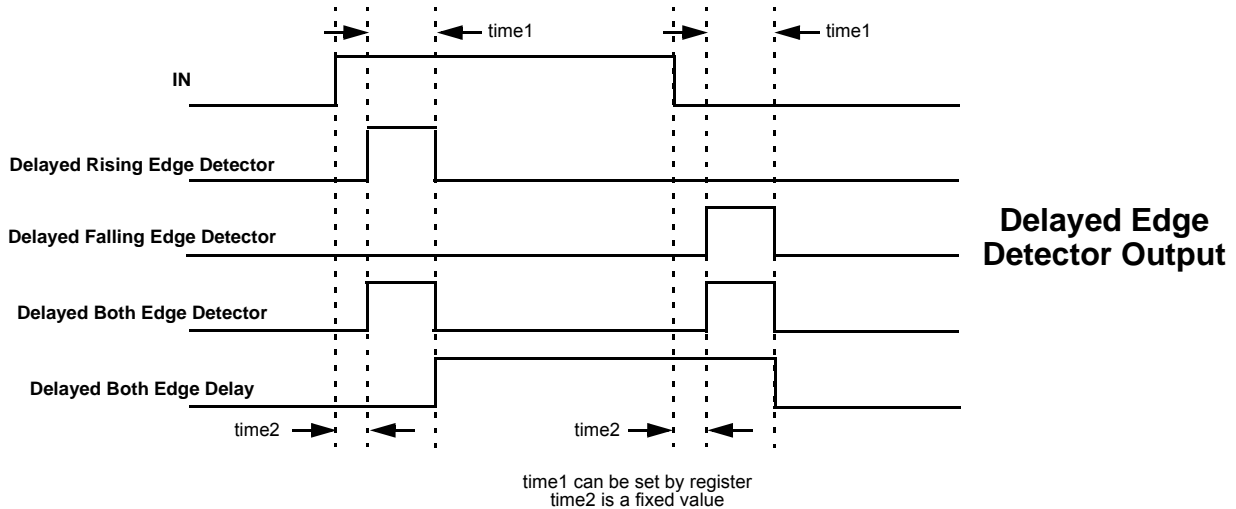 time1
time1
IN
Delayed Rising Edge Detector
Delayed Falling Edge Detector
Delayed Edge
Detector Output
Delayed Both Edge Detector
Delayed Both Edge Delay
time2
time2
time1 can be set by register
time2 is a fixed value